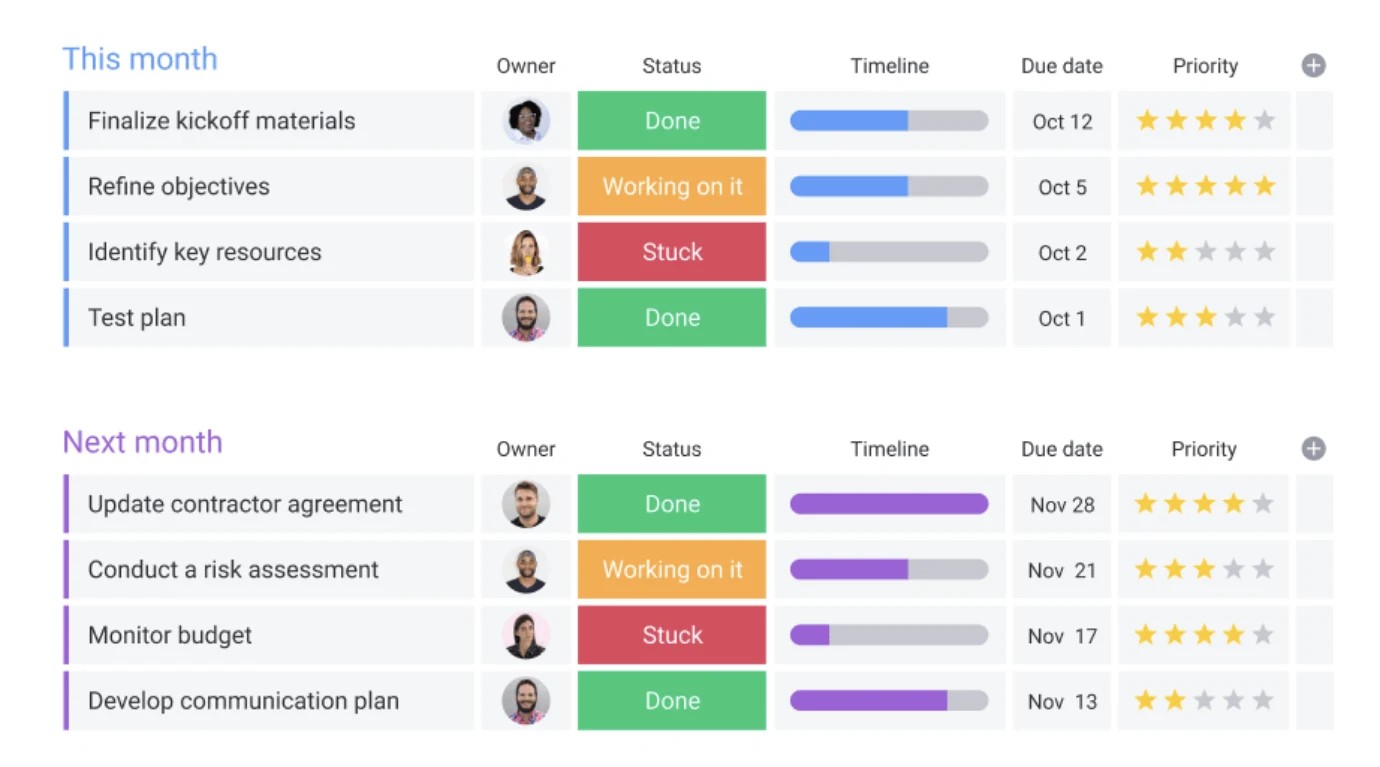 This month Owner Status Timeline Due date Priority
Finalize kickoff materials Done Oct 12
Refine objectives Working on it Oct 5
Identify key resources Stuck Oct 2
Test plan Done Oct 1
Next month Owner Status Timeline Due date Priority
Update contractor agreement Done Nov 28
Conduct a risk assessment Working on it Nov 21
Monitor budget Stuck Nov 17
Develop communication plan Done Nov 13